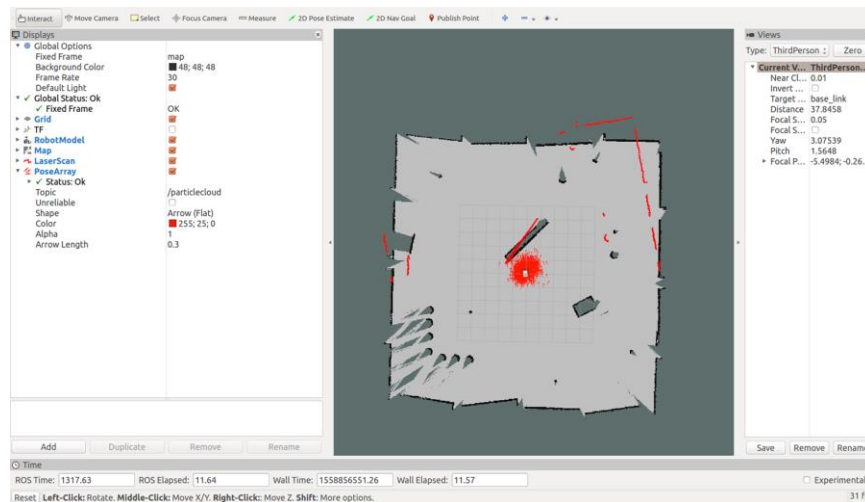 Interact Move Camera Select Focus Camera Measure 2D Pose Estimate 2D Nav Goal Publish Point
Displays
Global Options
Fixed Frame map
Background Color 48; 48; 48
Frame Rate 30
Default Light
Global Status: Ok
Fixed Frame OK
Grid
TF
RobotModel
Map
LaserScan
PoseArray
Status: Ok
Topic /particlecloud
Unreliable
Shape Arrow (Flat)
Color 255; 25; 0
Alpha 1
Arrow Length 0.3
Add Duplicate Remove Rename
Views
Type: ThirdPerson Zero
Current V... ThirdPerson...
Near Cl... 0.01
Invert ...
Target ... base_link
Distance 37.8458
Focal S... 0.05
Focal S...
Yaw 3.07539
Pitch 1.5648
Focal P... -5.4984; -0.26.
Save Remove Rename
Time
ROS Time: 1317.63 ROS Elapsed: 11.64 Wall Time: 1558856551.26 Wall Elapsed: 11.57 Experimental
Reset Left-Click: Rotate. Middle-Click: Move X/Y. Right-Click: Move Z. Shift: More options. 31 f